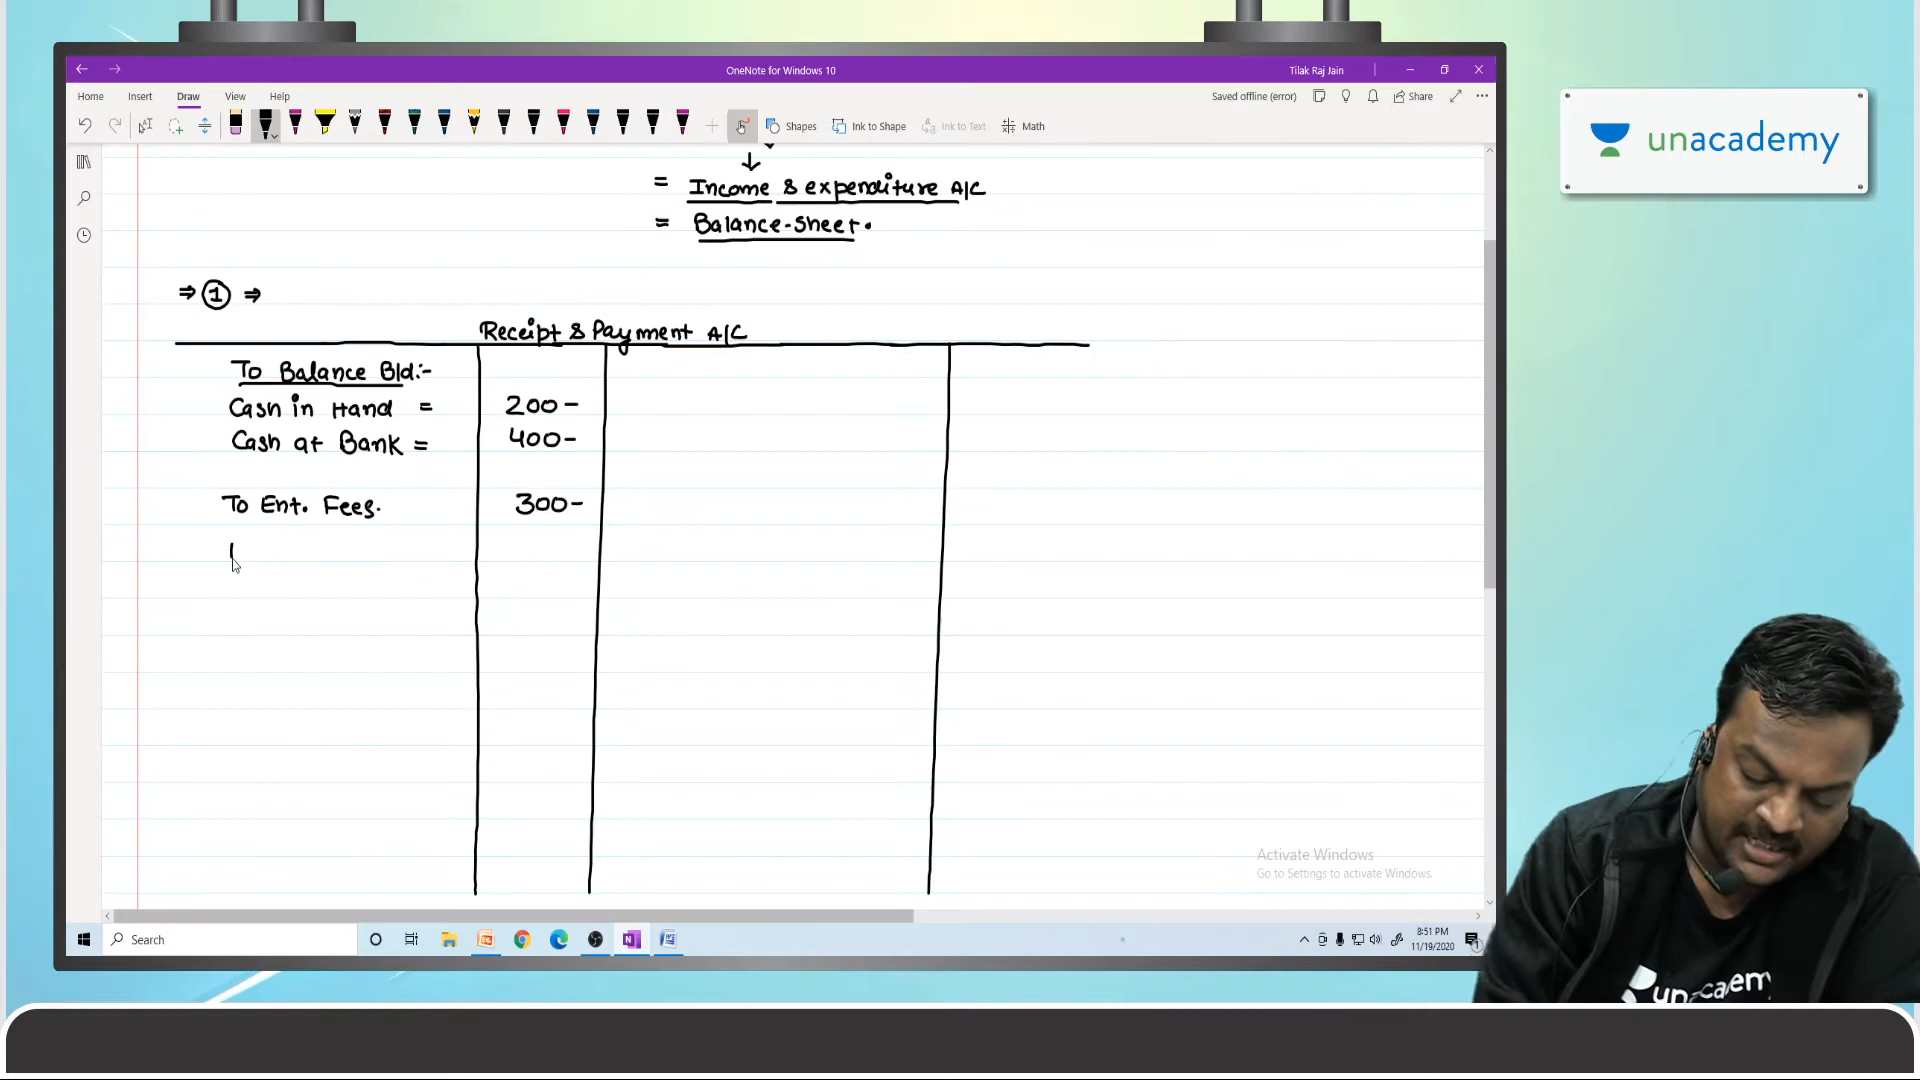 OneNote for Windows 10
Tilak Raj Jain
Home Insert Draw View Help
Saved offline (error)
Share
Shapes
Ink to Shape
Ink to Text
Math
unacademy
= Income & expenditure A/C
= Balance-Sheet.
⇒ ① ⇒
Receipt & Payment A/C
To Balance B/d:-
Cash in Hand = 200-
Cash at Bank = 400-
To Ent. Fees. 300-
Activate Windows
Go to Settings to activate Windows.
Search
8:51 PM
11/19/2020
unacademy